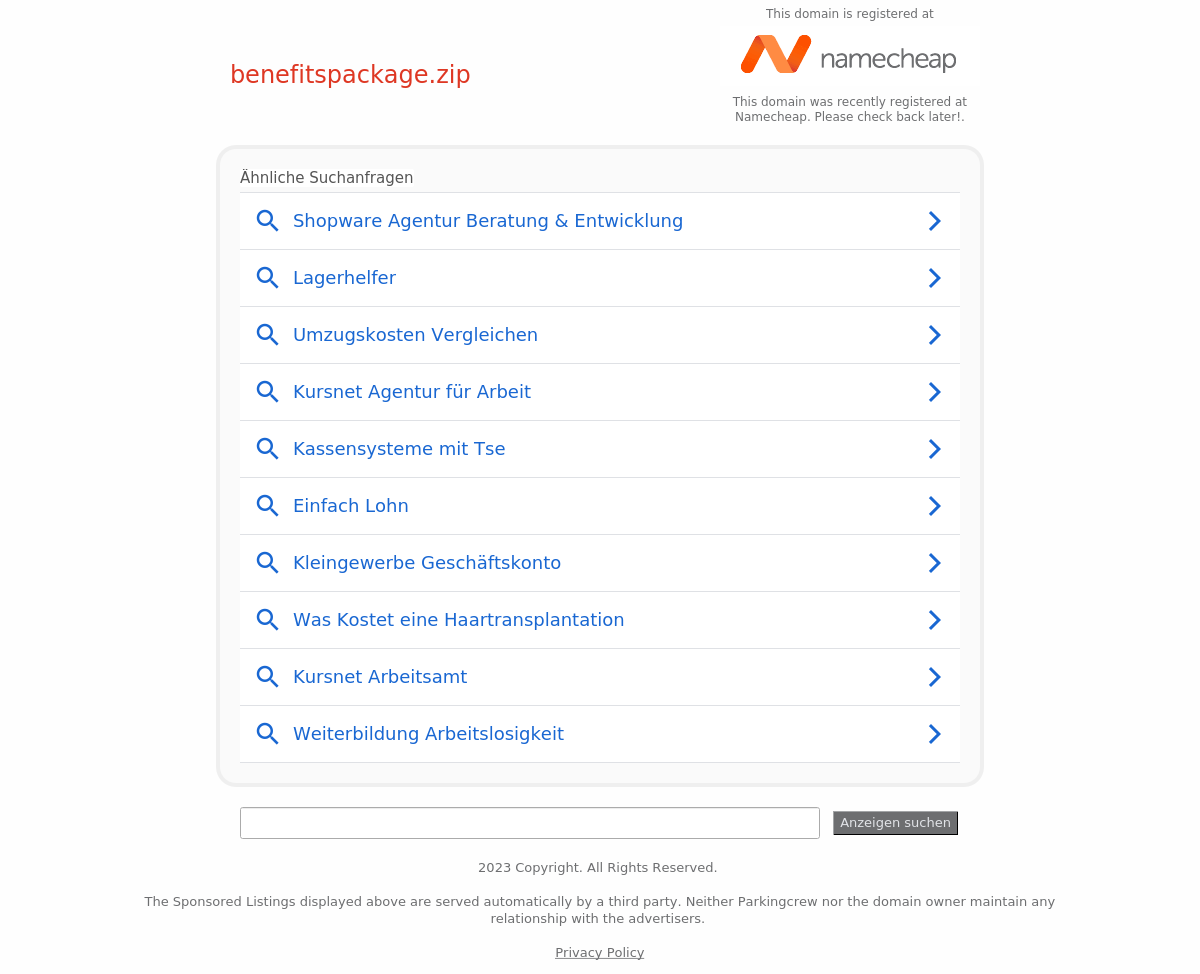 This domain is registered at
namecheap
benefitspackage.zip
This domain was recently registered at
Namecheap. Please check back later!.
Ähnliche Suchanfragen
Shopware Agentur Beratung & Entwicklung
Lagerhelfer
Umzugskosten Vergleichen
Kursnet Agentur für Arbeit
Kassensysteme mit Tse
Einfach Lohn
Kleingewerbe Geschäftskonto
Was Kostet eine Haartransplantation
Kursnet Arbeitsamt
Weiterbildung Arbeitslosigkeit
Anzeigen suchen
2023 Copyright. All Rights Reserved.
The Sponsored Listings displayed above are served automatically by a third party. Neither Parkingcrew nor the domain owner maintain any
relationship with the advertisers.
Privacy Policy